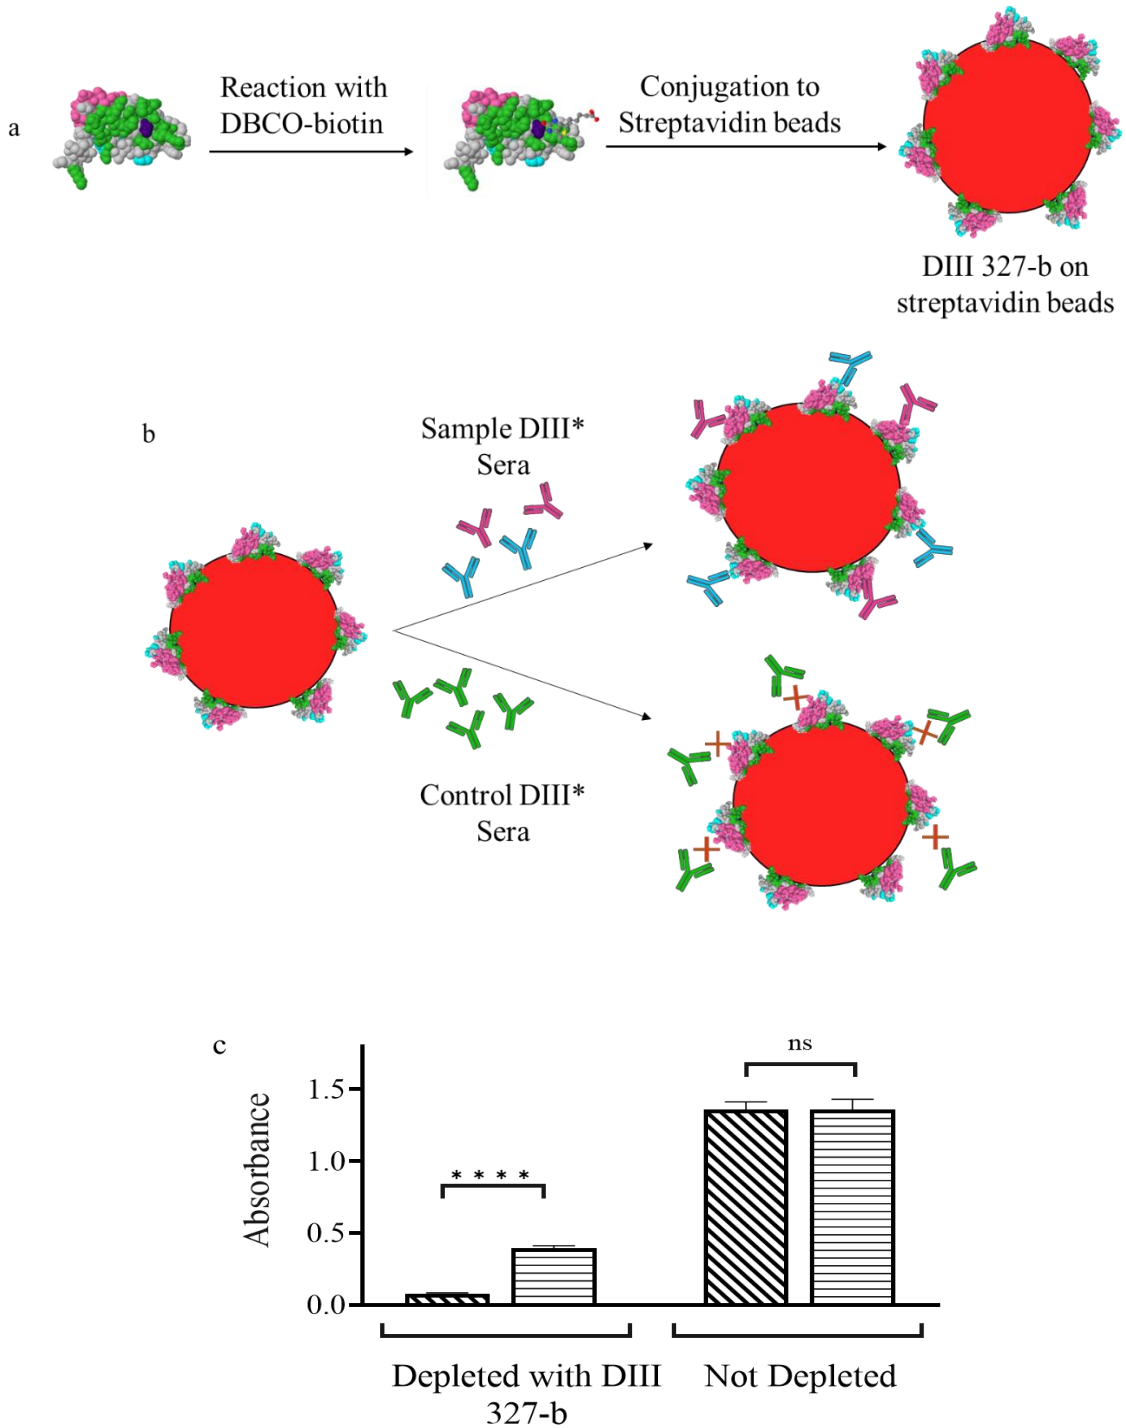 a
Reaction with
DBCO-biotin
Conjugation to
Streptavidin beads
DIII 327-b on
streptavidin beads
b
Sample DIII*
Sera
Control DIII*
Sera
c
Absorbance
1.5
1.0
0.5
0.0
* * * *
ns
Depleted with DIII
327-b
Not Depleted